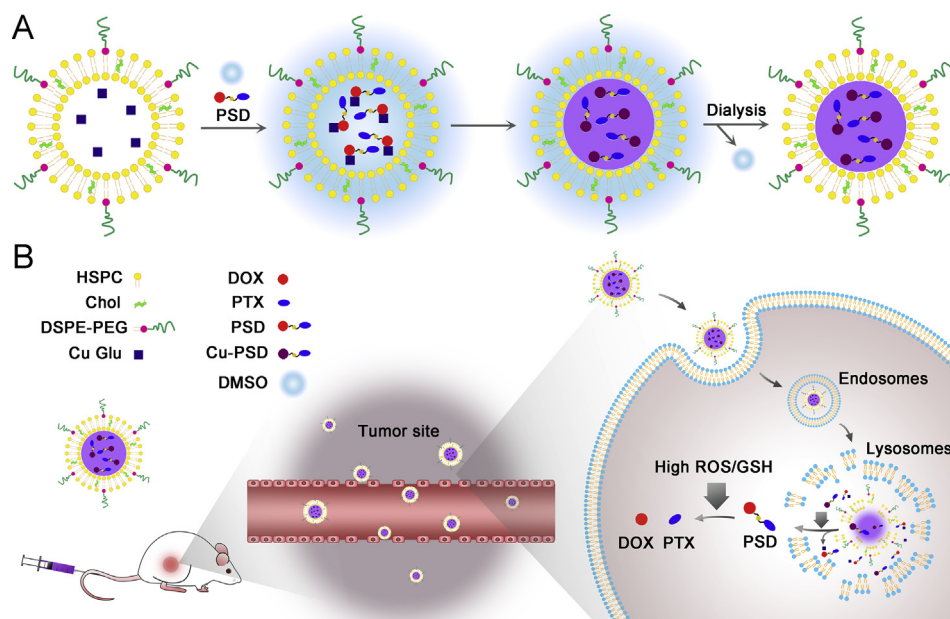 A
PSD
Dialysis
B
HSPC
Chol
DSPE-PEG
Cu Glu
DOX
PTX
PSD
Cu-PSD
DMSO
Tumor site
Endosomes
Lysosomes
High ROS/GSH
DOX PTX
PSD